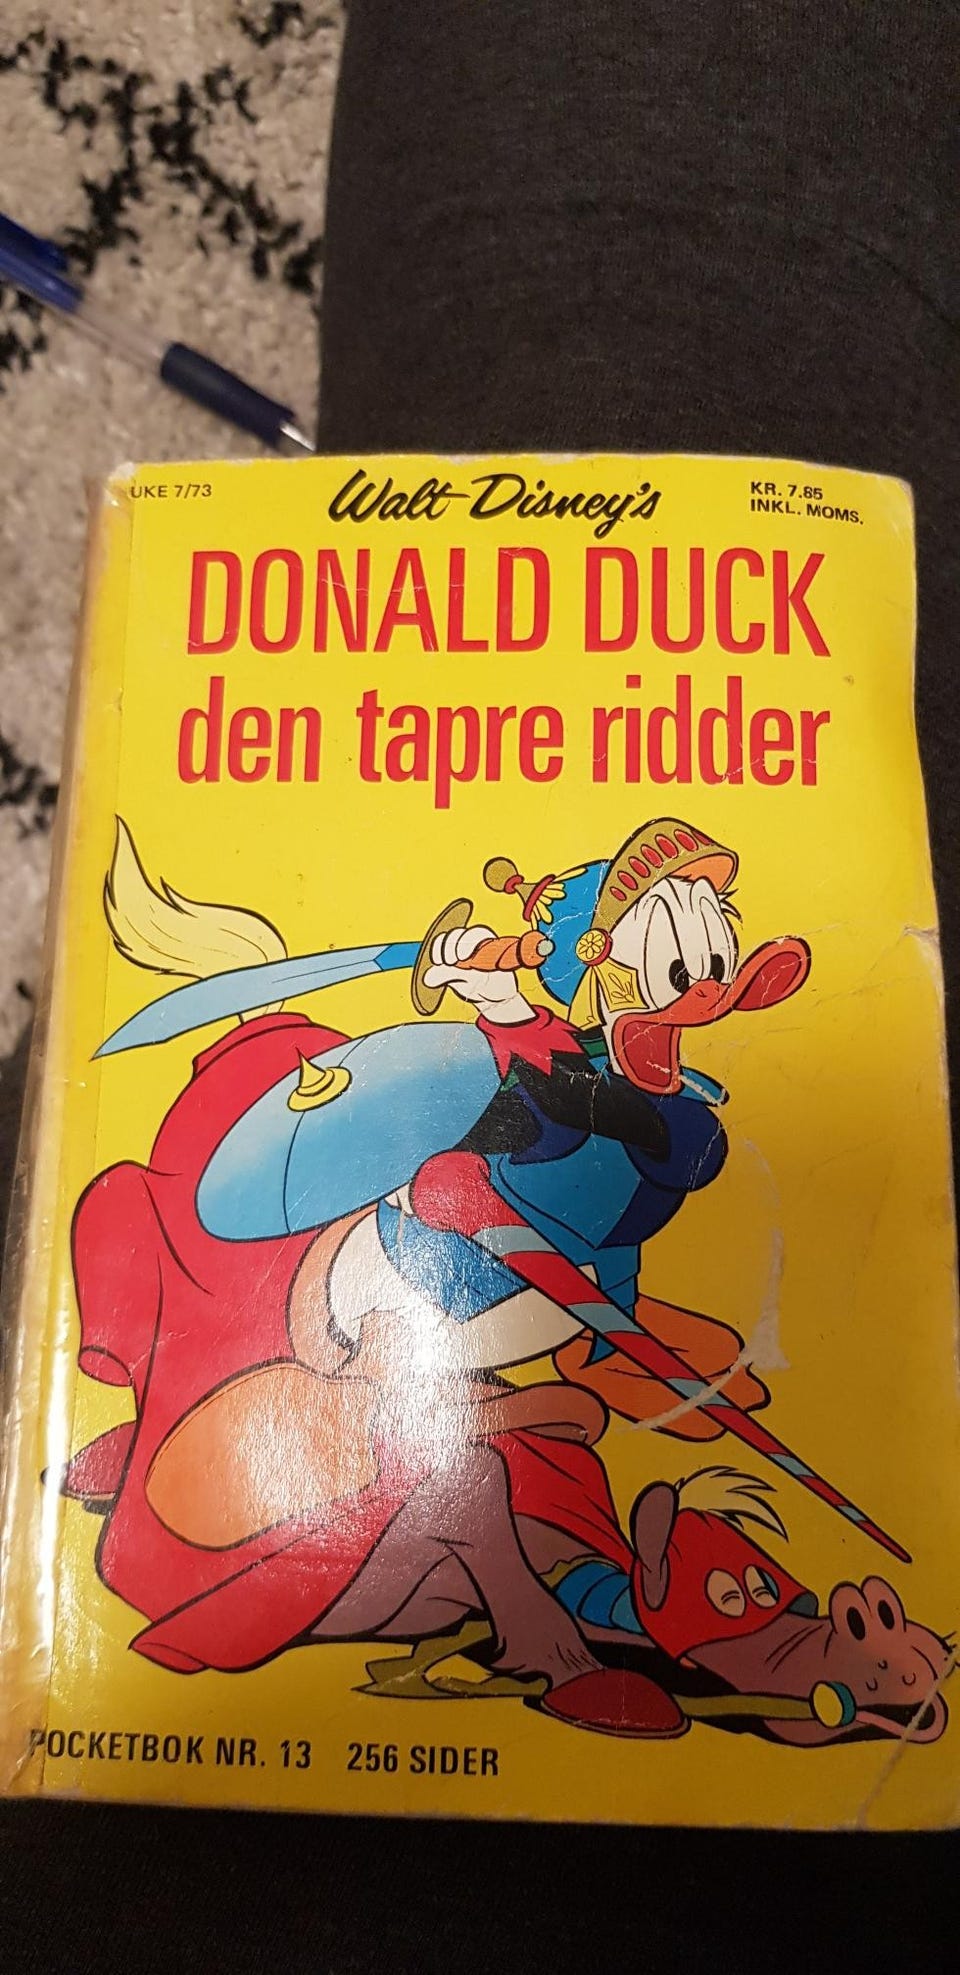 UKE 7/73
Walt Disney's
KR. 7.85
INKL. MOMS.
DONALD DUCK
den tapre ridder
POCKETBOK NR. 13 256 SIDER